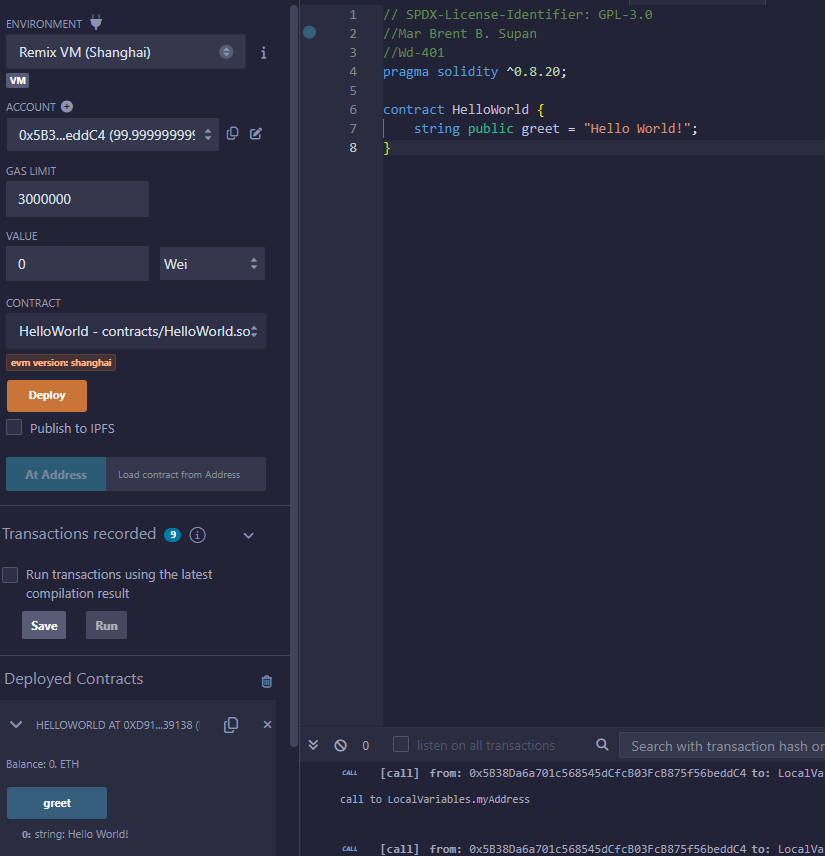 ENVIRONMENT
Remix VM (Shanghai)
VM
ACCOUNT
0x5B3...eddC4 (99.999999999
GAS LIMIT
3000000
VALUE
0
Wei
CONTRACT
HelloWorld - contracts/HelloWorld.so
evm version: shanghai
Deploy
Publish to IPFS
At Address
Load contract from Address
Transactions recorded 9 i
Run transactions using the latest
compilation result
Save
Run
Deployed Contracts
HELLOWORLD AT 0XD91...39138 (
Balance: 0. ETH
greet
0: string: Hello World!
1 // SPDX-License-Identifier: GPL-3.0
2 //Mar Brent B. Supan
3 //Wd-401
4 pragma solidity ^0.8.20;
5
6 contract HelloWorld {
7 string public greet = "Hello World!";
8 }
0
listen on all transactions
Search with transaction hash or
CALL [call] from: 0x5B38Da6a701c568545dCfcB03FcB875f56beddC4 to: LocalVa
call to LocalVariables.myAddress
CALL [call] from: 0x5B38Da6a701c568545dCfcB03FcB875f56beddC4 to: LocalVa